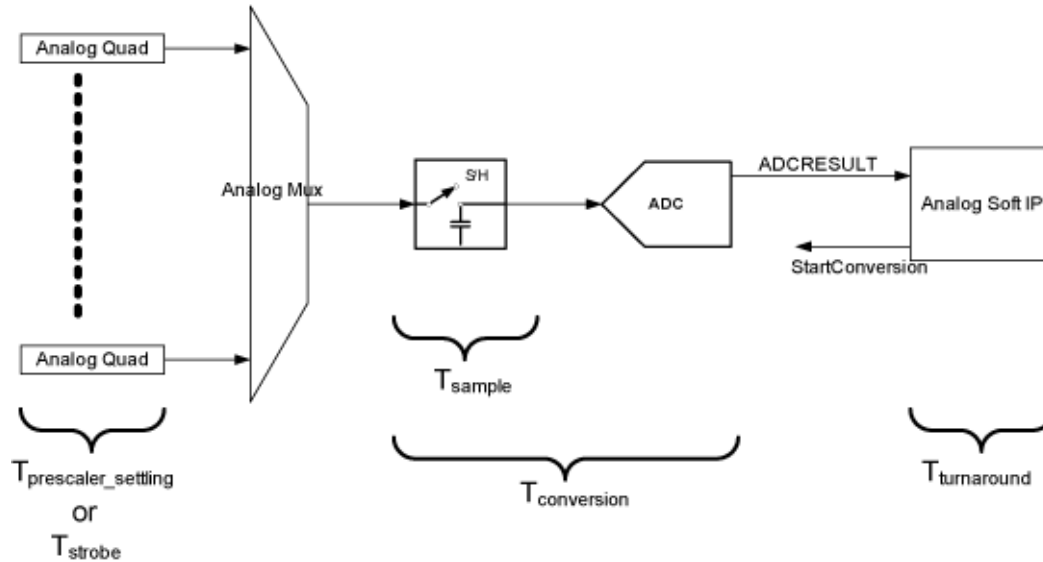 Analog Quad
Analog Mux
S/H
ADC
ADCRESULT
Analog Soft IP
StartConversion
Analog Quad
Tsample
Tprescaler_settling
or
Tstrobe
Tconversion
Tturnaround